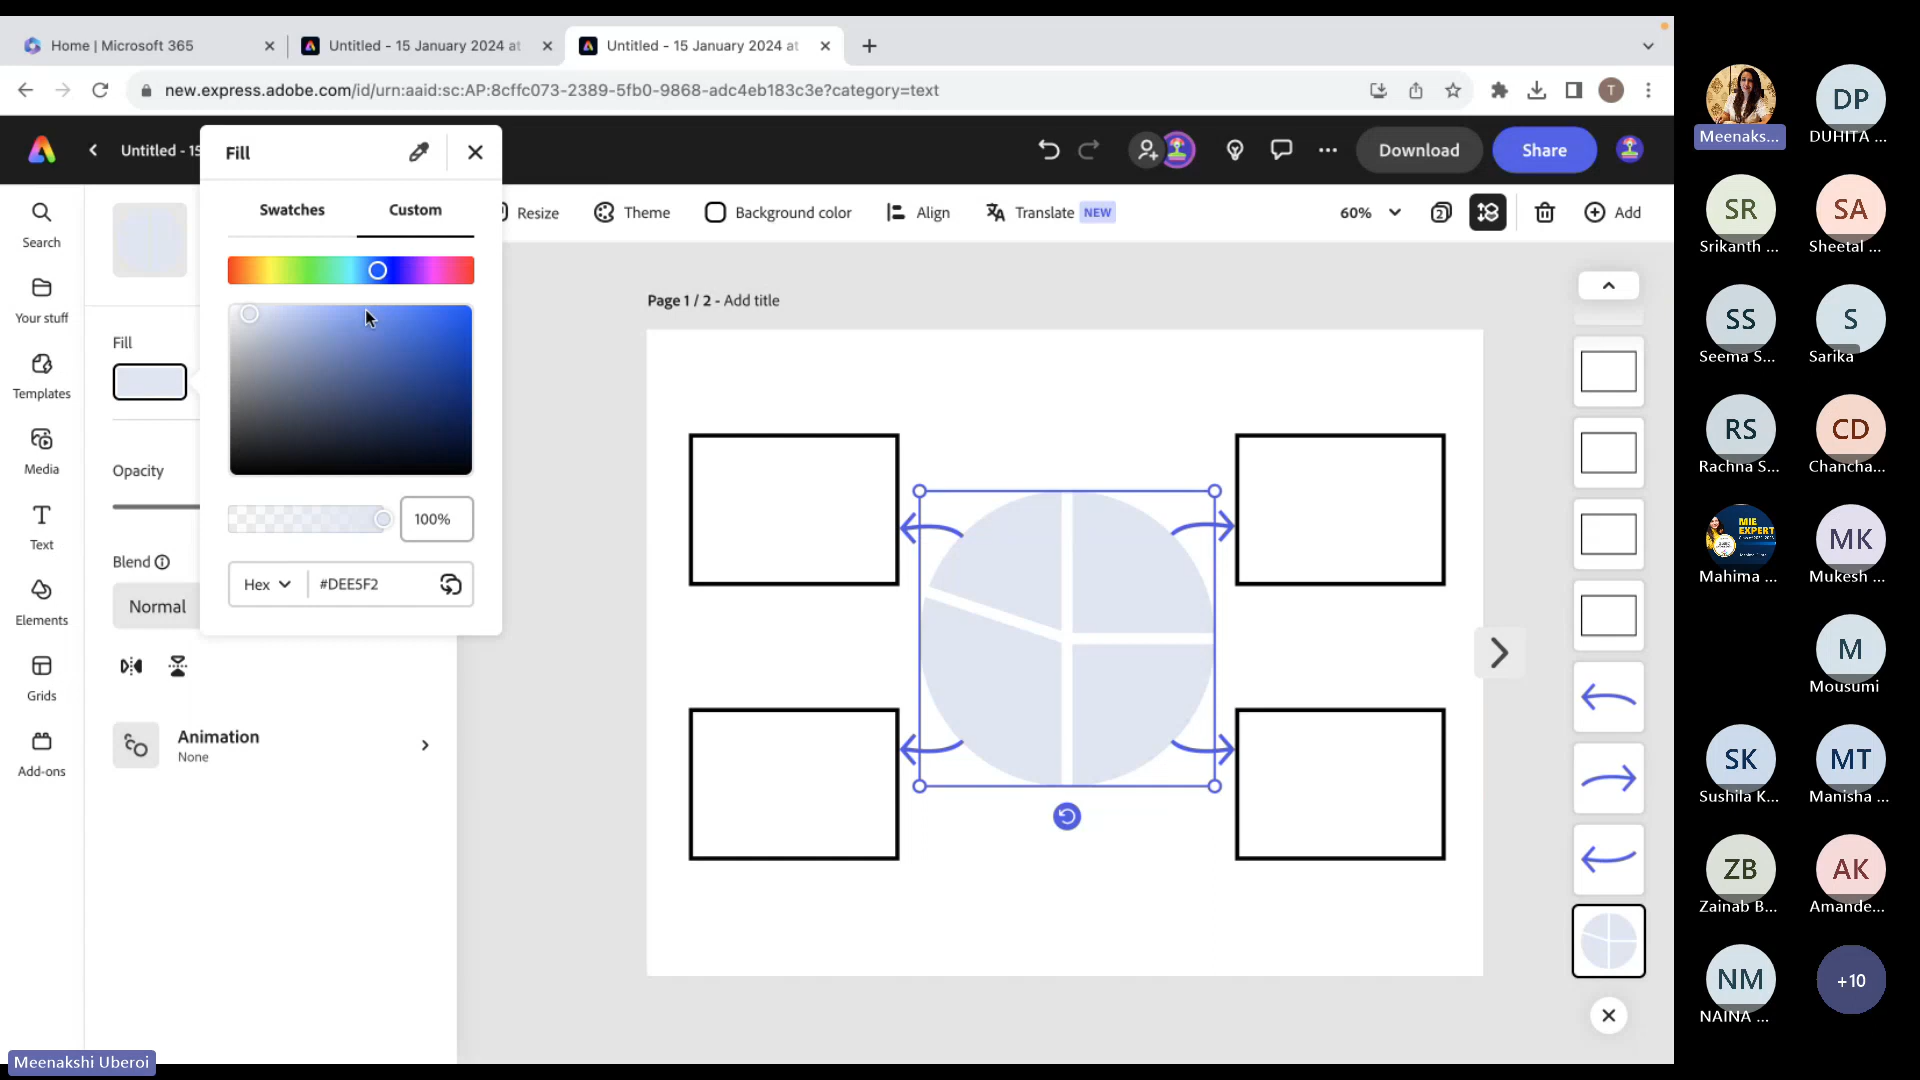 Home | Microsoft 365
Untitled - 15 January 2024 at
Untitled - 15 January 2024 at
new.express.adobe.com/id/urn:aaid:sc:AP:8cffc073-2389-5fb0-9868-adc4eb183c3e?category=text
T
Untitled - 15
Download
Share
Fill
Swatches
Custom
100%
Hex
#DEE5F2
Resize
Theme
Background color
Align
Translate NEW
60%
2
Add
Search
Your stuff
Templates
Media
Text
Elements
Grids
Add-ons
Fill
Opacity
Blend
Normal
Animation
None
Page 1 / 2 - Add title
Meenaks...
DP
DUHITA ...
SR
Srikanth ...
SA
Sheetal ...
SS
Seema S...
S
Sarika
RS
Rachna S...
CD
Chancha...
MIE
EXPERT
Mahima ...
MK
Mukesh ...
M
Mousumi
SK
Sushila K...
MT
Manisha ...
ZB
Zainab B...
AK
Amande...
NM
NAINA ...
+10
Meenakshi Uberoi